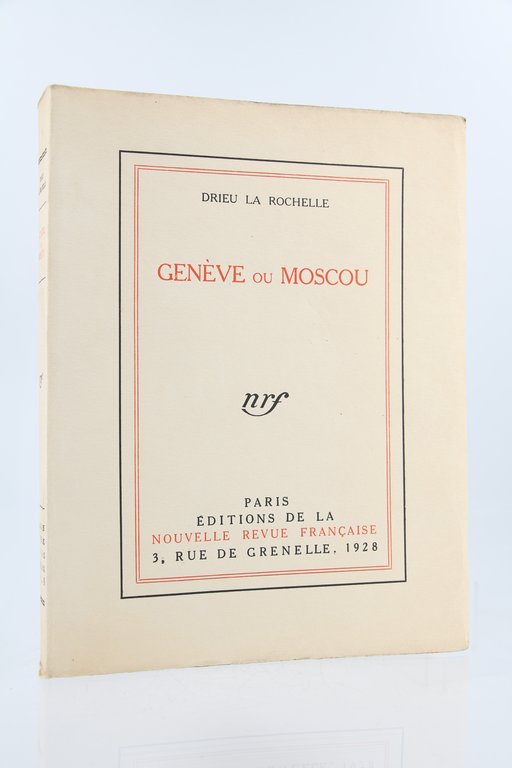 DRIEU LA ROCHELLE
GENÈVE OU MOSCOU
nrf
PARIS
ÉDITIONS DE LA
NOUVELLE REVUE FRANÇAISE
3, RUE DE GRENELLE. 1928